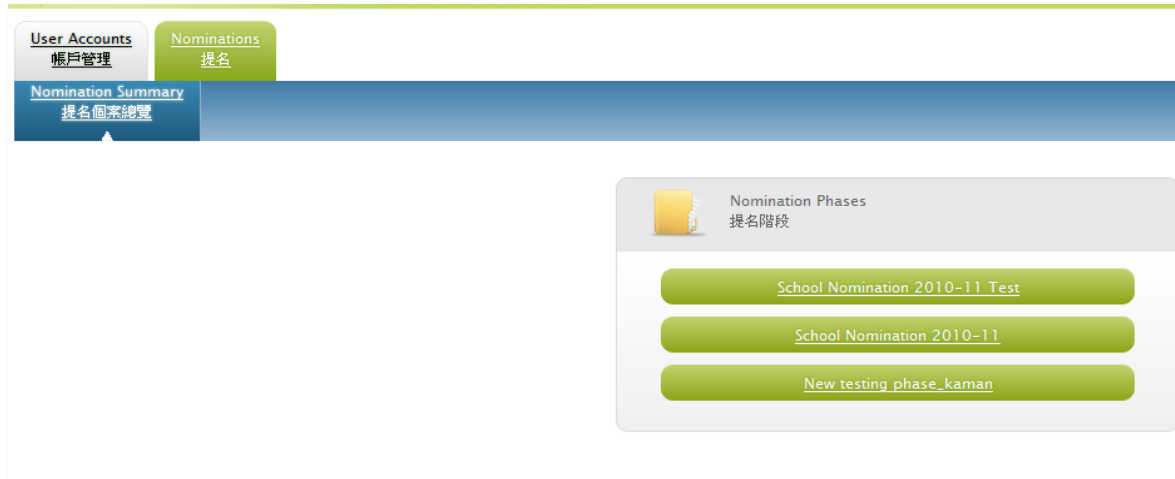 User Accounts
帳戶管理
Nominations
提名
Nomination Summary
提名個案總覽
Nomination Phases
提名階段
School Nomination 2010-11 Test
School Nomination 2010-11
New testing phase_kaman